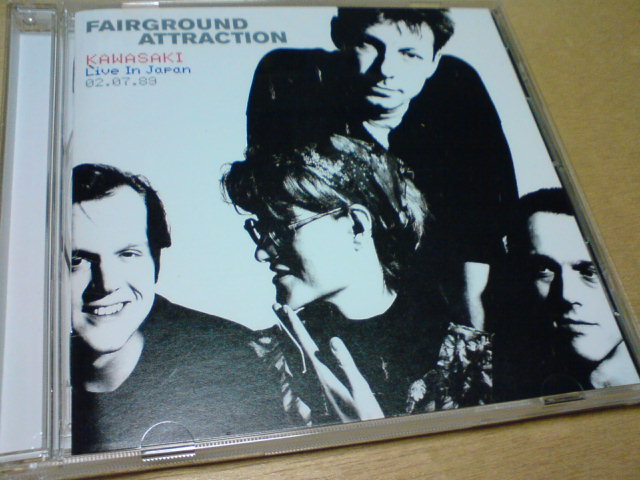 FAIRGROUND
ATTRACTION
KAWASAKI
Live In Japan
02.07.89